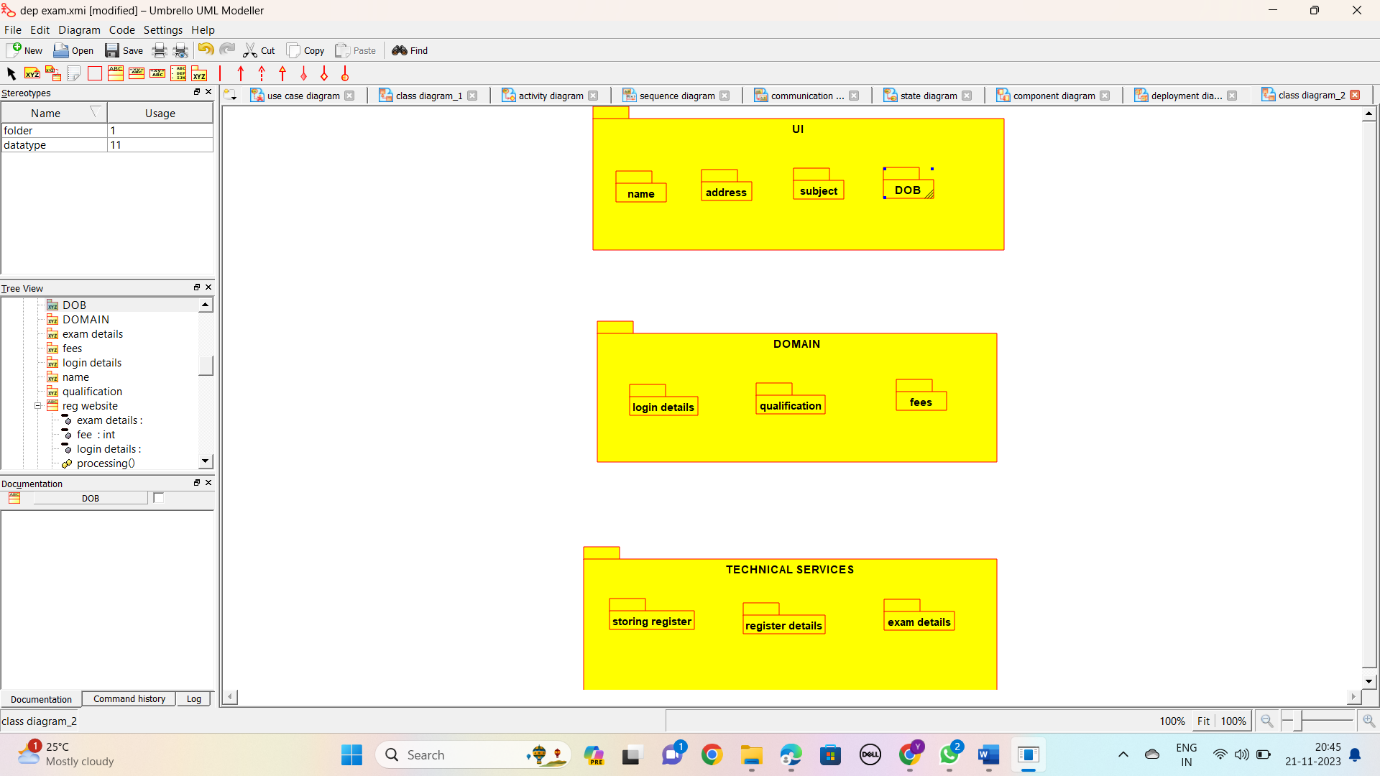 dep exam.xmi [modified] – Umbrello UML Modeller
File Edit Diagram Code Settings Help
New Open Save Cut Copy Paste Find
Stereotypes
Name Usage
folder 1
datatype 11
use case diagram class diagram_1 activity diagram sequence diagram communication ... state diagram component diagram deployment dia... class diagram_2
UI
name address subject DOB
DOMAIN
login details qualification fees
TECHNICAL SERVICES
storing register register details exam details
Tree View
DOB
DOMAIN
exam details
fees
login details
name
qualification
reg website
exam details :
fee : int
login details :
processing()
Documentation
DOB
Documentation Command history Log
class diagram_2
100% Fit 100%
1 25°C
Mostly cloudy
Search
PRE
1
DELL
Y
2
ENG
IN
20:45
21-11-2023